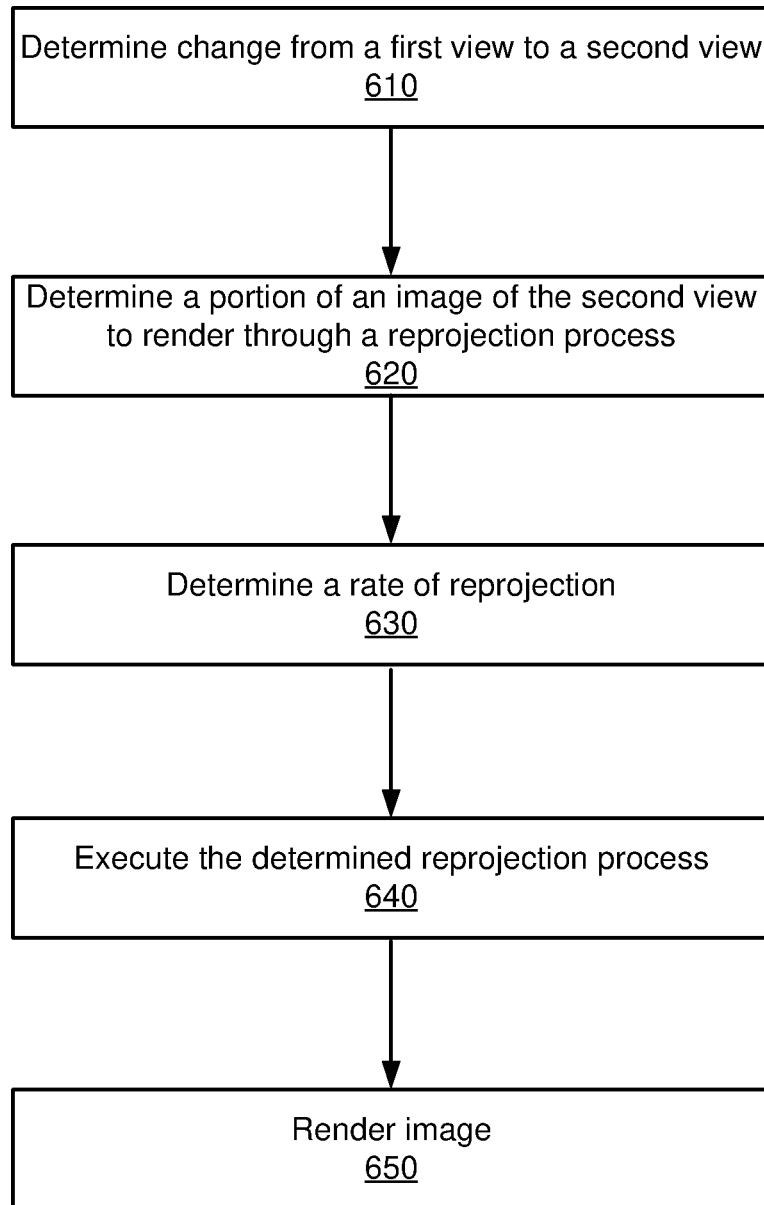 Determine change from a first view to a second view
610
Determine a portion of an image of the second view
to render through a reprojection process
620
Determine a rate of reprojection
630
Execute the determined reprojection process
640
Render image
650